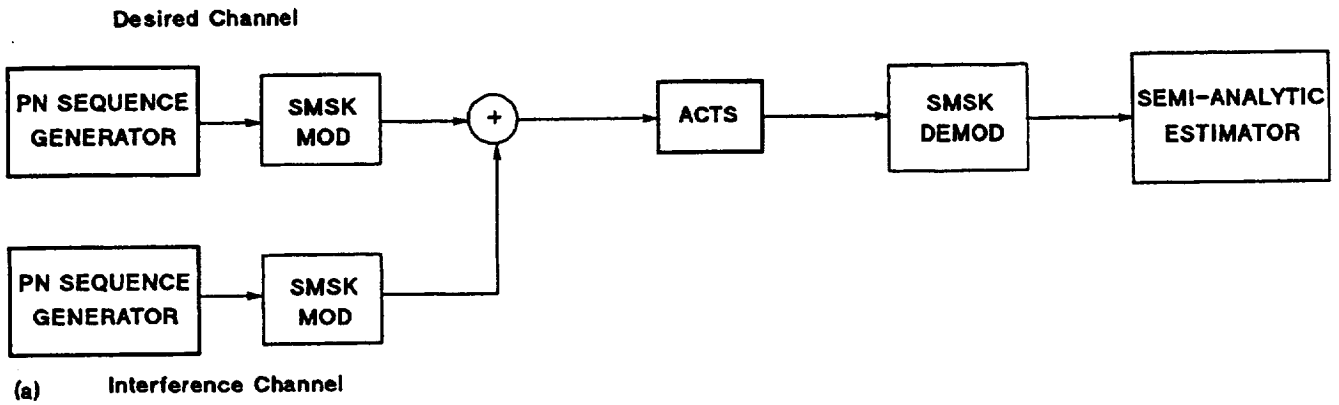 Desired Channel
PN SEQUENCE
GENERATOR
SMSK
MOD
+
ACTS
SMSK
DEMOD
SEMI-ANALYTIC
ESTIMATOR
PN SEQUENCE
GENERATOR
SMSK
MOD
(a) Interference Channel